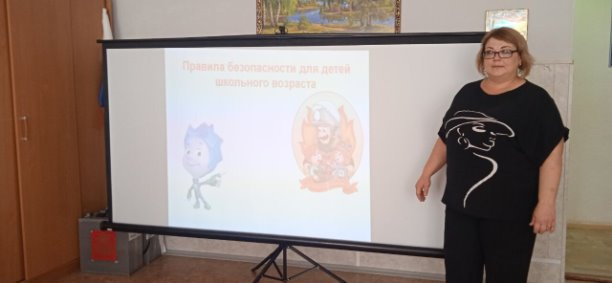 Правила безопасности для детей
школьного возраста